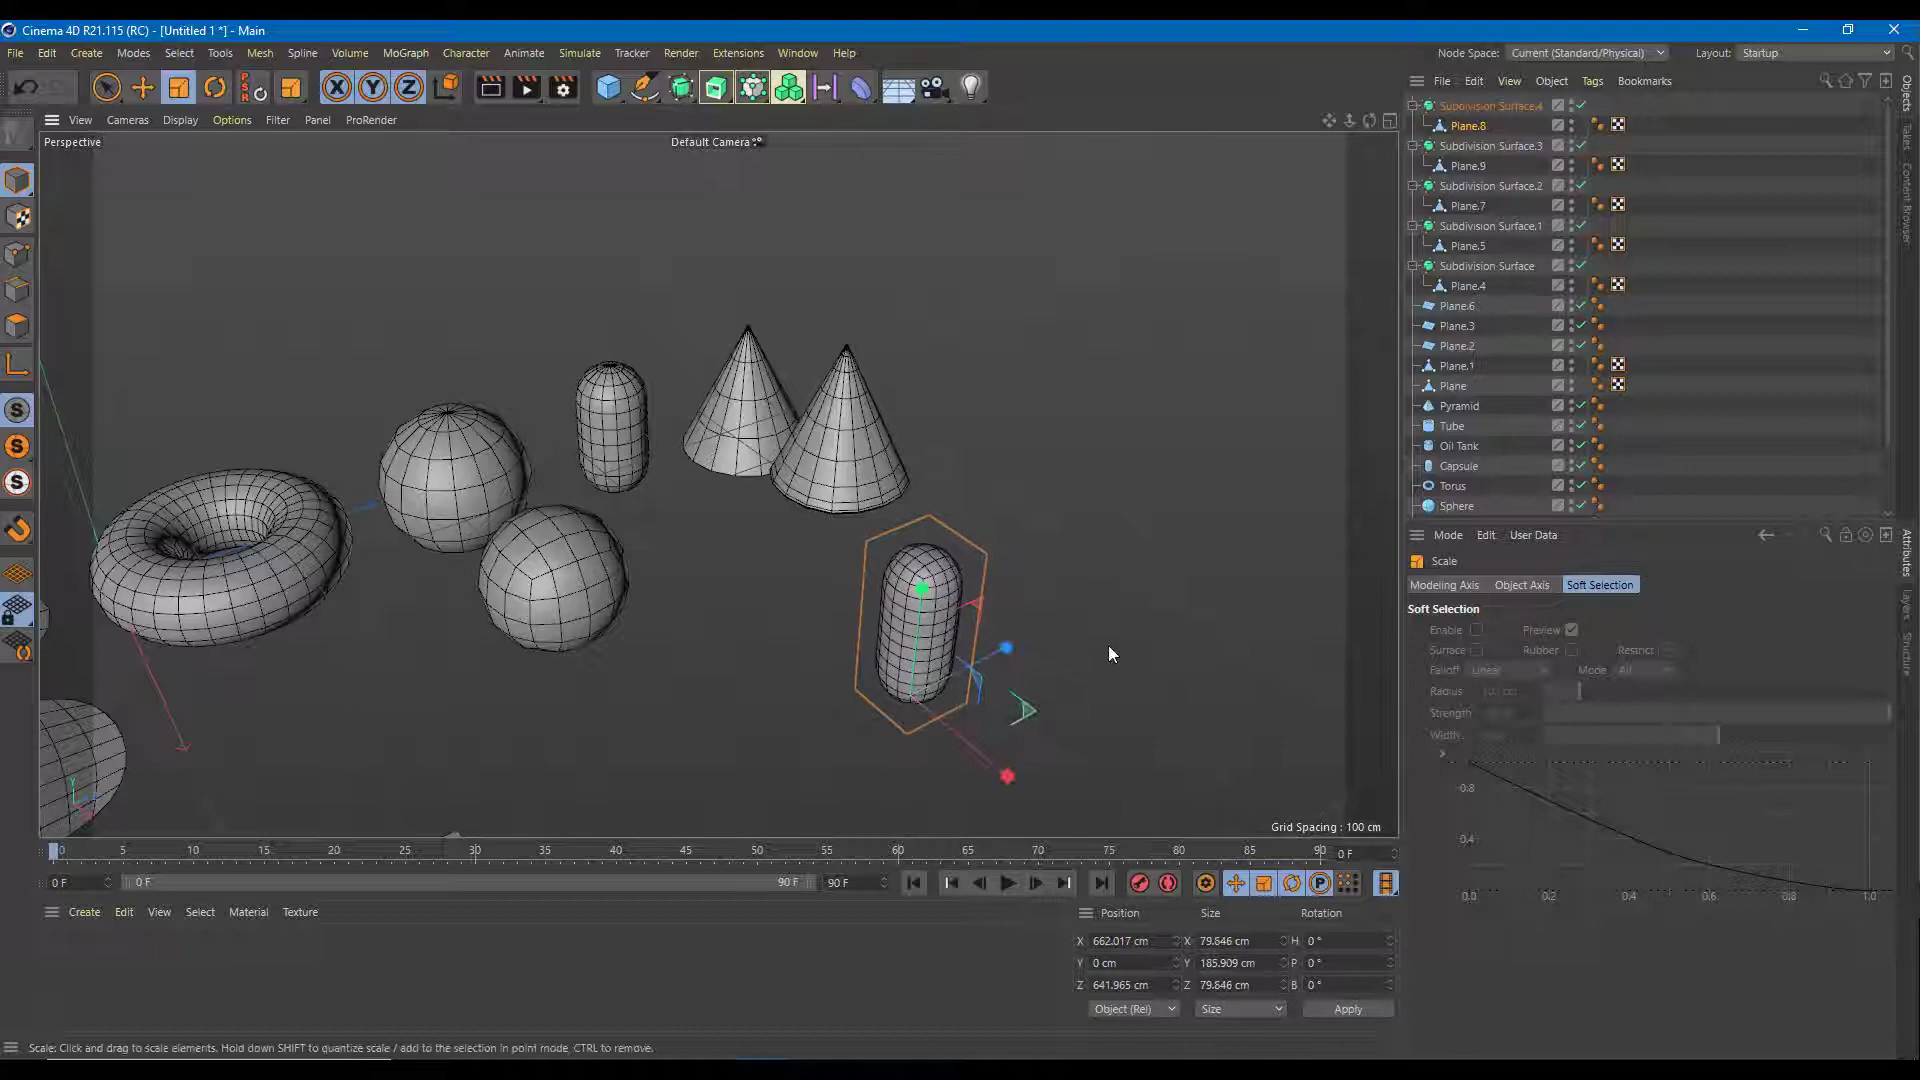 Cinema 4D R21.115 (RC) - [Untitled 1 *] - Main
File Edit Create Modes Select Tools Mesh Spline Volume MoGraph Character Animate Simulate Tracker Render Extensions Window Help
Node Space: Current (Standard/Physical) Layout: Startup
File Edit View Object Tags Bookmarks
View Cameras Display Options Filter Panel ProRender
Perspective
Default Camera
Subdivision Surface.4
Plane.8
Subdivision Surface.3
Plane.9
Subdivision Surface.2
Plane.7
Subdivision Surface.1
Plane.5
Subdivision Surface
Plane.4
Plane.6
Plane.3
Plane.2
Plane.1
Plane
Pyramid
Tube
Oil Tank
Capsule
Torus
Sphere
Objects
Takes
Content Browser
Structure
Mode Edit User Data
Scale
Modeling Axis Object Axis Soft Selection
Soft Selection
Enable Preview
Surface Rubber Restrict
Falloff Linear Mode All
Radius
Strength
Width
0.8
0.4
0.0 0.2 0.4 0.6 0.8 1.0
Attributes
Layers
Structure
Y
Grid Spacing : 100 cm
0 5 10 15 20 25 30 35 40 45 50 55 60 65 70 75 80 85 90 0 F
0 F 0 F 90 F 90 F
Create Edit View Select Material Texture
Position Size Rotation
X 662.017 cm X 79.646 cm H 0 °
Y 0 cm Y 185.909 cm P 0 °
Z 641.965 cm Z 79.646 cm B 0 °
Object (Rel) Size Apply
Scale: Click and drag to scale elements. Hold down SHIFT to quantize scale / add to the selection in point mode, CTRL to remove.